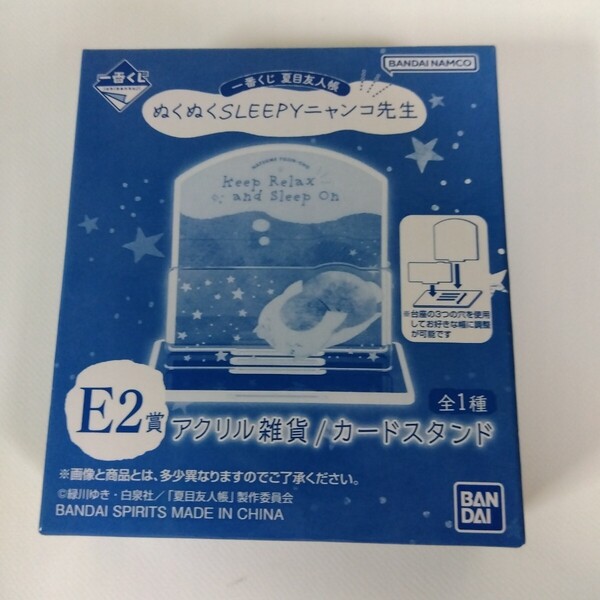 一番くじ
BANDAI NAMCO
一番くじ 夏目友人帳
ぬくぬくSLEEPYニャンコ先生
NATSUME YUJIN-CHO
Keep Relax
and Sleep On
※台座の3つの穴を使用
してお好きな幅に調整
が可能です
E2賞
アクリル雑貨/カードスタンド
全1種
※画像と商品とは、多少異なりますのでご了承ください。
©緑川ゆき・白泉社/「夏目友人帳」製作委員会
BANDAI SPIRITS MADE IN CHINA
BAN
DAI